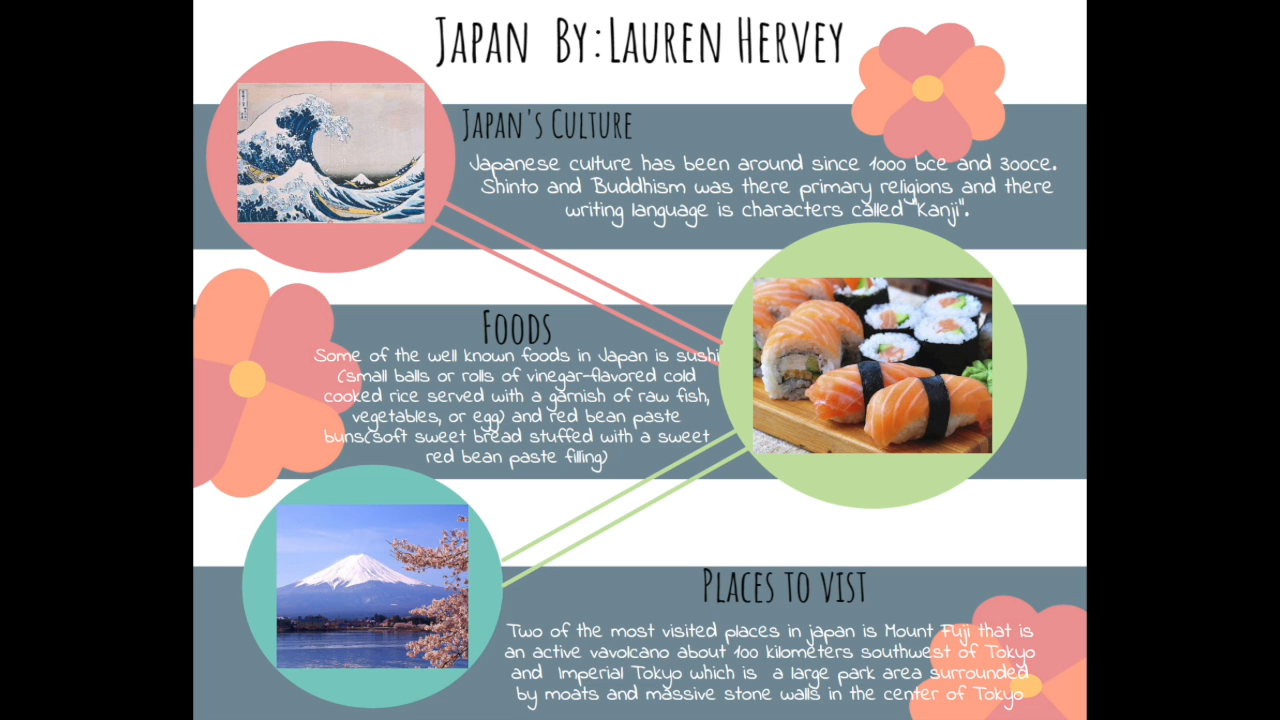 Japan By:Lauren Hervey
Japan's Culture
Japanese culture has been around since 1000 bce and 300ce.
Shinto and Buddhism was there primary religions and there
writing language is characters called "kanji".
Foods
Some of the well known foods in Japan is sushi
(small balls or rolls of vinegar-flavored cold
cooked rice served with a garnish of raw fish,
vegetables, or egg) and red bean paste
buns(soft sweet bread stuffed with a sweet
red bean paste filling)
Places to vist
Two of the most visited places in japan is Mount Fuji that is
an active vavolcano about 100 kilometers southwest of Tokyo
and Imperial Tokyo which is a large park area surrounded
by moats and massive stone walls in the center of Tokyo